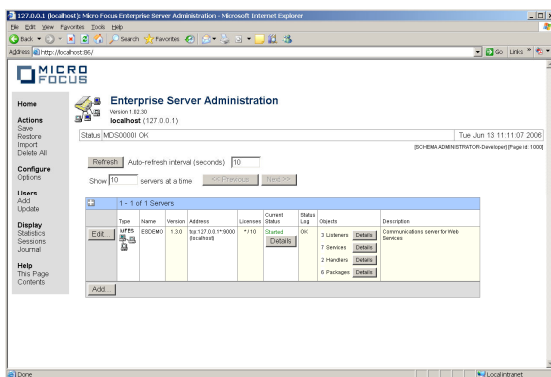 127.0.0.1 (localhost): Micro Focus Enterprise Server Administration - Microsoft Internet Explorer
File Edit View Favorites Tools Help
Back Search Favorites
Address http://localhost:86/ Go Links »
MICRO
FOCUS
Home
Actions
Save
Restore
Import
Delete All
Configure
Options
Users
Add
Update
Display
Statistics
Sessions
Journal
Help
This Page
Contents
Enterprise Server Administration
Version 1.02.30
localhost (127.0.0.1)
Status MDS0000I OK
Tue Jun 13 11:11:07 2006
[SCHEMA ADMINISTRATOR-Developer] [Page id: 1000]
Refresh Auto-refresh interval (seconds) 10
Show 10 servers at a time << Previous Next >>
1 - 1 of 1 Servers
Type Name Version Address Licenses Current Status Status Log Objects Description
Edit... MFES ESDEMO 1.3.0 tcp:127.0.0.1*:9000 (localhost) */10 Started Details OK
3 Listeners Details
7 Services Details
2 Handlers Details
6 Packages Details
Communications server for Web Services
Add...
Done
Local intranet